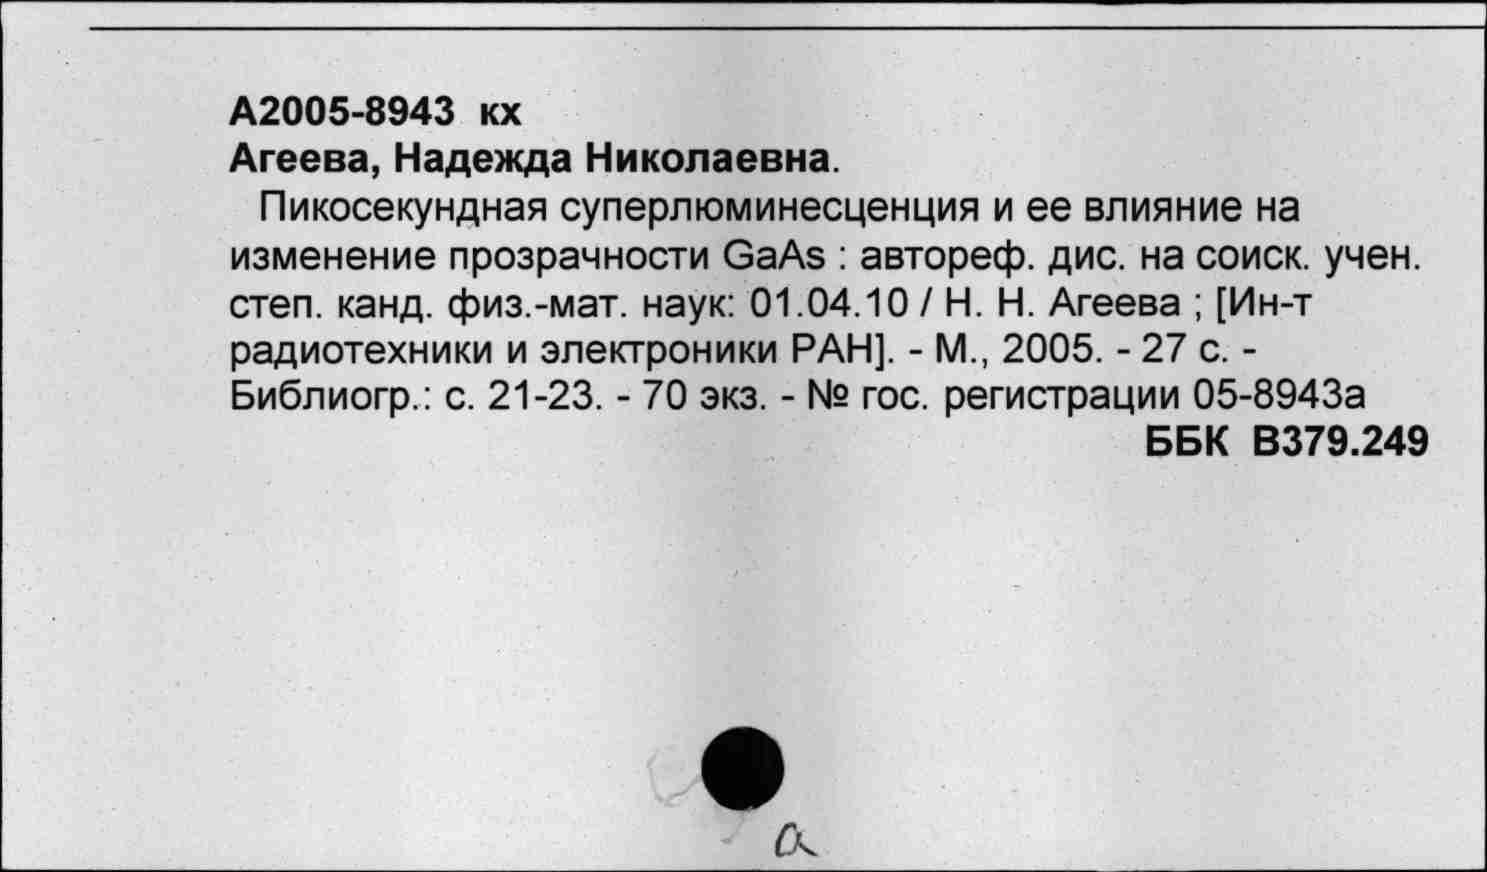 А2005-8943 кх
Агеева, Надежда Николаевна.
Пикосекундная суперлюминесценция и ее влияние на
изменение прозрачности GaAs : автореф. дис. на соиск. учен.
степ. канд. физ.-мат. наук: 01.04.10 / Н. Н. Агеева ; [Ин-т
радиотехники и электроники РАН]. - М., 2005. - 27 с. -
Библиогр.: с. 21-23. - 70 экз. - № гос. регистрации 05-8943а
ББК В379.249
а